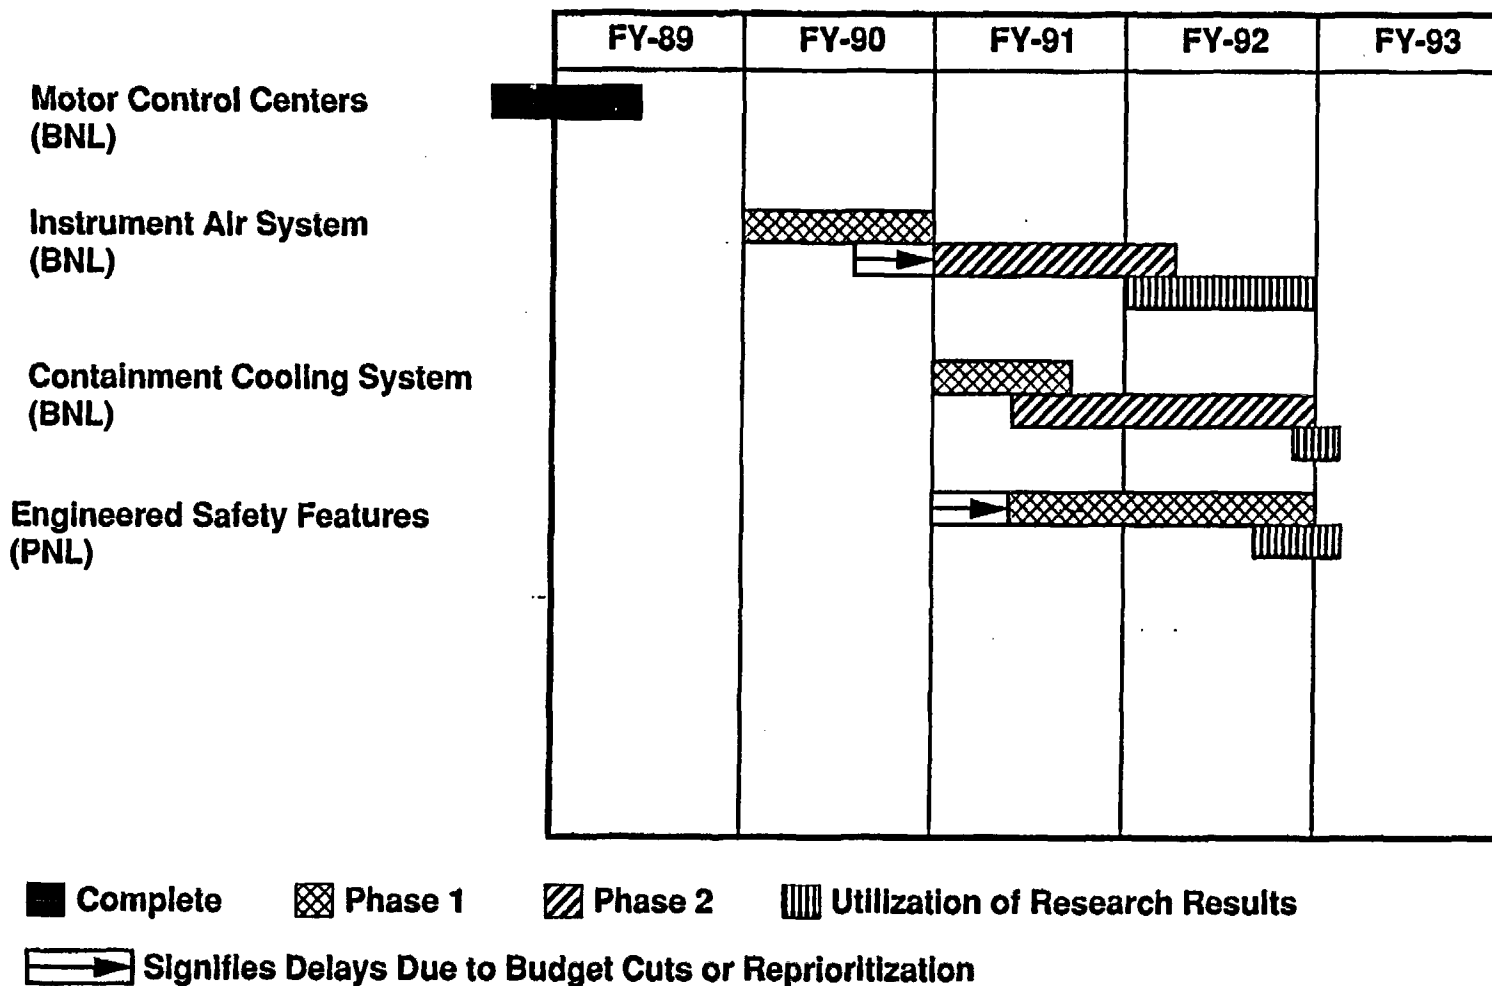 FY-89 FY-90 FY-91 FY-92 FY-93
Motor Control Centers
(BNL)
Instrument Air System
(BNL)
Containment Cooling System
(BNL)
Engineered Safety Features
(PNL)
Complete Phase 1 Phase 2 Utilization of Research Results
Signifies Delays Due to Budget Cuts or Reprioritization